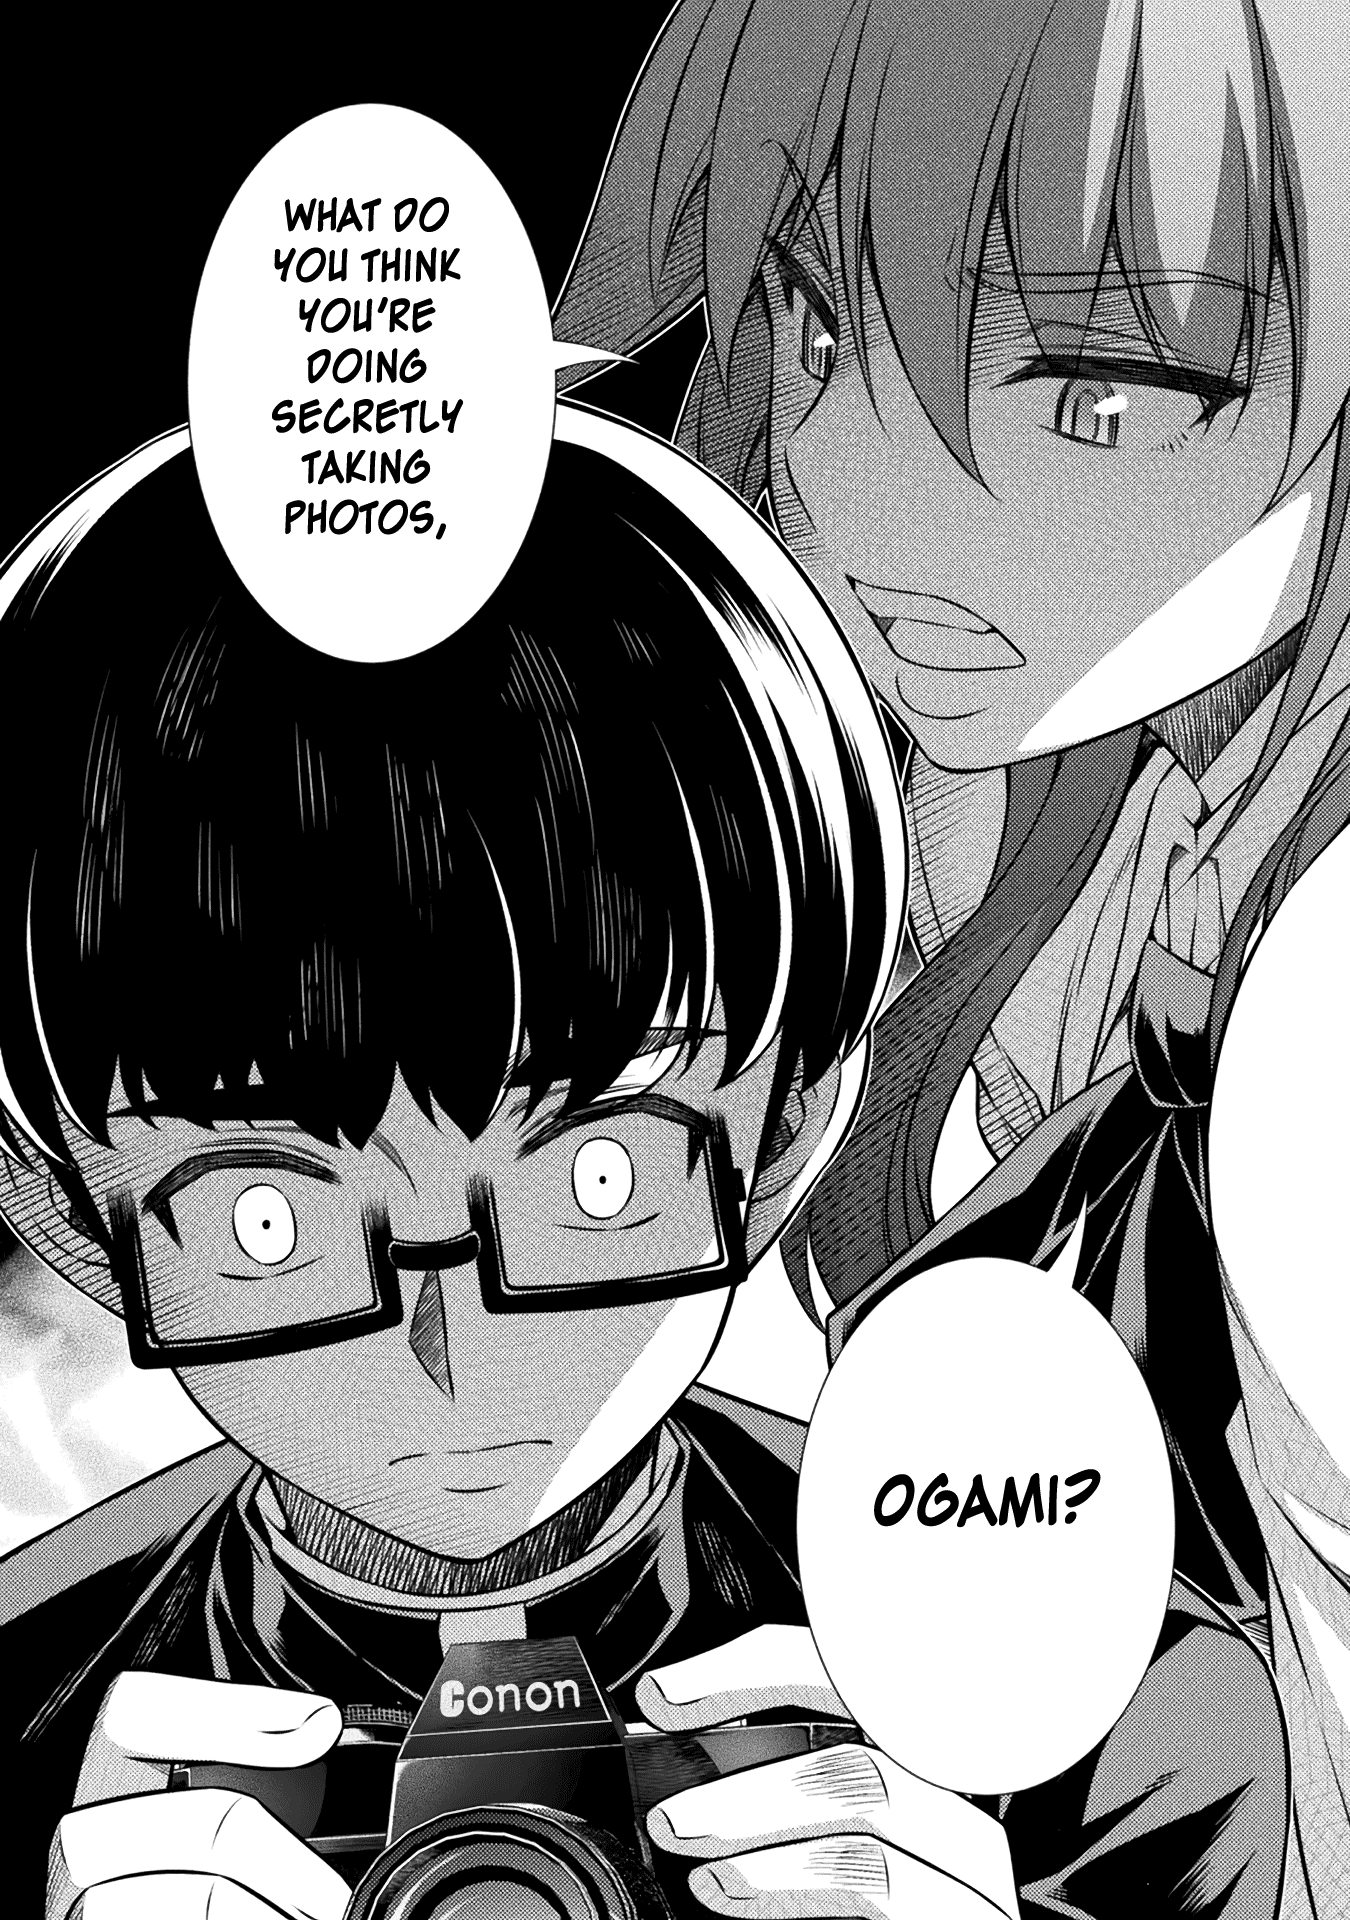 WHAT DO
YOU THINK
YOU'RE
DOING
SECRETLY
TAKING
PHOTOS,
OGAMI?
Conon